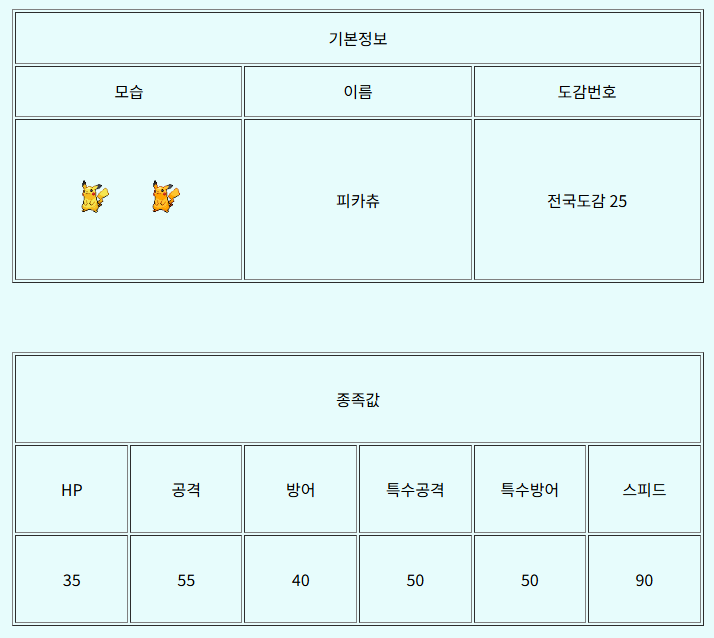 기본정보
모습 이름 도감번호
피카츄 전국도감 25
종족값
HP 공격 방어 특수공격 특수방어 스피드
35 55 40 50 50 90